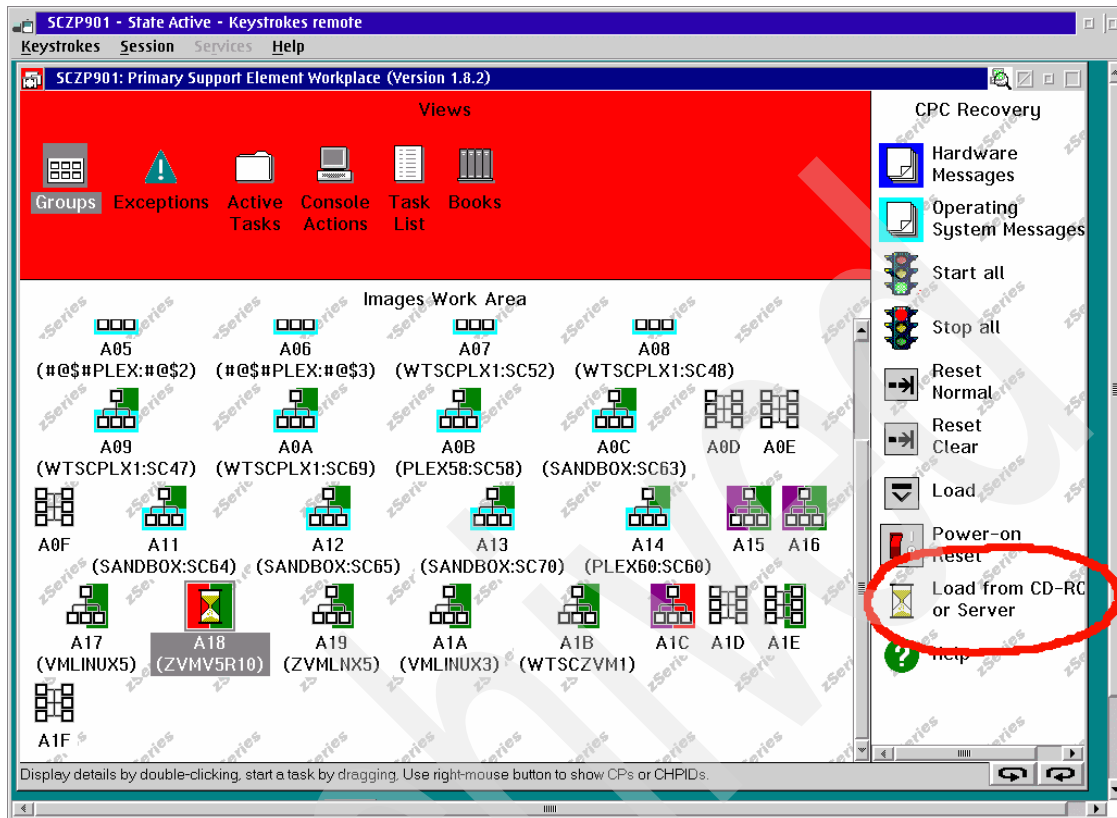 SCZP901 - State Active - Keystrokes remote
Keystrokes Session Services Help
SCZP901: Primary Support Element Workplace (Version 1.8.2)
Views
Groups Exceptions Active Tasks Console Actions Task List Books
CPC Recovery
Hardware Messages
Operating System Messages
Start all
Stop all
Reset Normal
Reset Clear
Load
Power-on Reset
Load from CD-RO
or Server
Help
Images Work Area
A05 A06 A07 A08
(#@$#PLEX:#@$2) (#@$#PLEX:#@$3) (WTSCPLX1:SC52) (WTSCPLX1:SC48)
A09 A0A A0B A0C A0D A0E
(WTSCPLX1:SC47) (WTSCPLX1:SC69) (PLEX58:SC58) (SANDBOX:SC63)
A0F A11 A12 A13 A14 A15 A16
(SANDBOX:SC64) (SANDBOX:SC65) (SANDBOX:SC70) (PLEX60:SC60)
A17 A18 A19 A1A A1B A1C A1D A1E
(VMLINUX5) (ZVMV5R10) (ZVMLNX5) (VMLINUX3) (WTSCZVM1)
A1F
zSeries
Display details by double-clicking, start a task by dragging. Use right-mouse button to show CPs or CHPIDs.